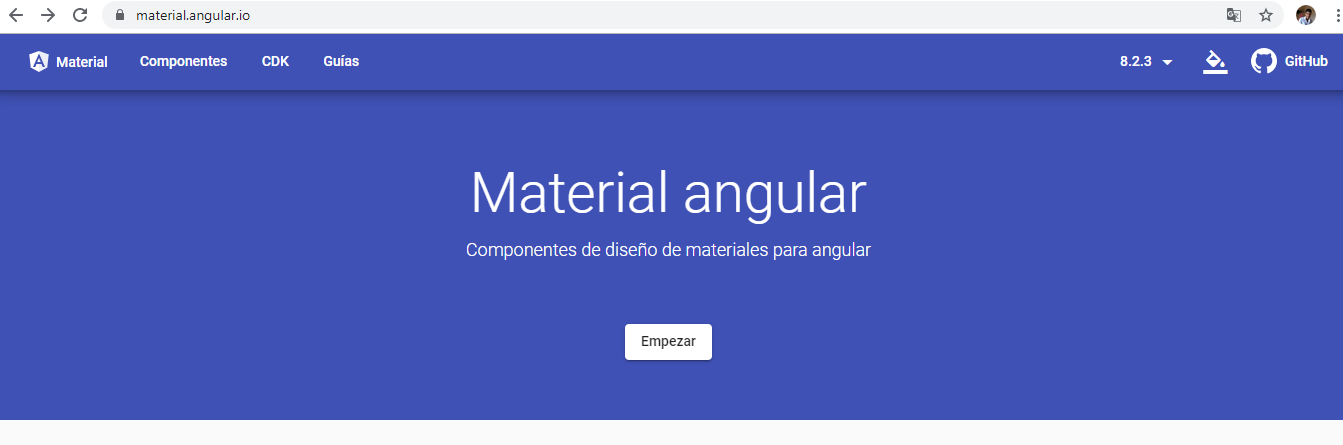 material.angular.io
Material Componentes CDK Guías 8.2.3 GitHub
Material angular
Componentes de diseño de materiales para angular
Empezar